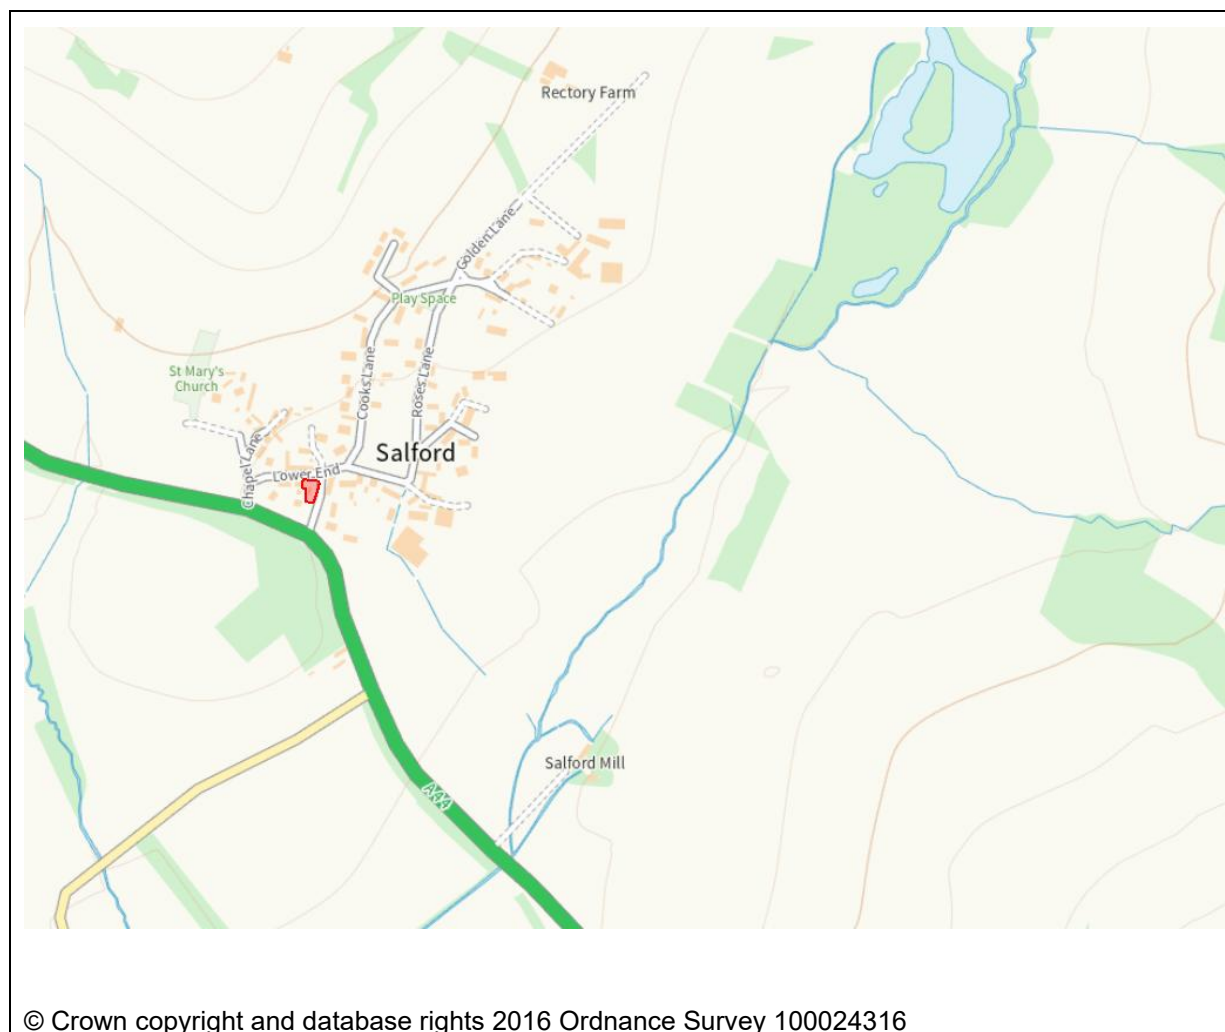 Rectory Farm
Golden Lane
Play Space
St Mary's
Church
Cooks Lane
Roses Lane
Chapel Lane
Salford
Lower End
Salford Mill
A44
© Crown copyright and database rights 2016 Ordnance Survey 100024316